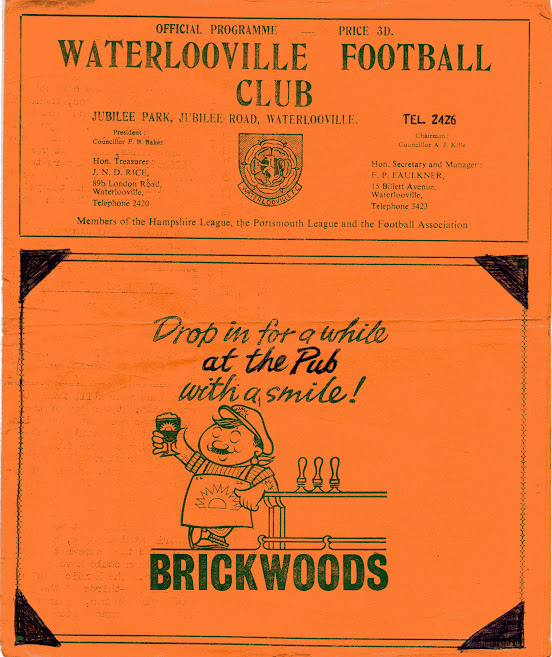 OFFICIAL PROGRAMME — PRICE 3D.
WATERLOOVILLE FOOTBALL
CLUB
JUBILEE PARK, JUBILEE ROAD, WATERLOOVILLE.
TEL. 2426
President :
Councillor F. B. Baker
Chairman:
Councillor A. J. Kille
Hon. Treasurer :
J. N. D. RICE,
89b London Road,
Waterlooville,
Telephone 2420
WATERLOOVILLE F.C.
Hon. Secretary and Manager :
E. P. FAULKNER,
15 Billett Avenue,
Waterlooville,
Telephone 3423
Members of the Hampshire League, the Portsmouth League and the Football Association
Drop in for a while
at the Pub
with a smile!
BRICKWOODS